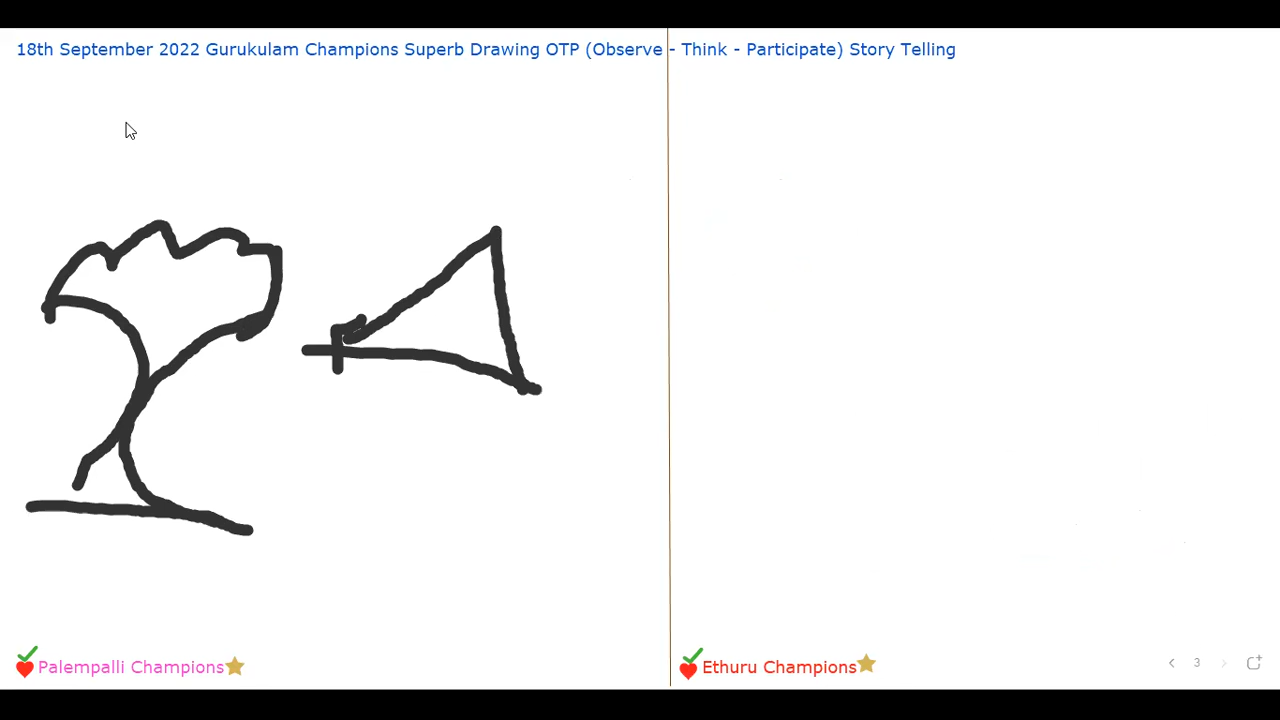 18th September 2022 Gurukulam Champions Superb Drawing OTP (Observe - Think - Participate) Story Telling
Palempalli Champions
Ethuru Champions
3